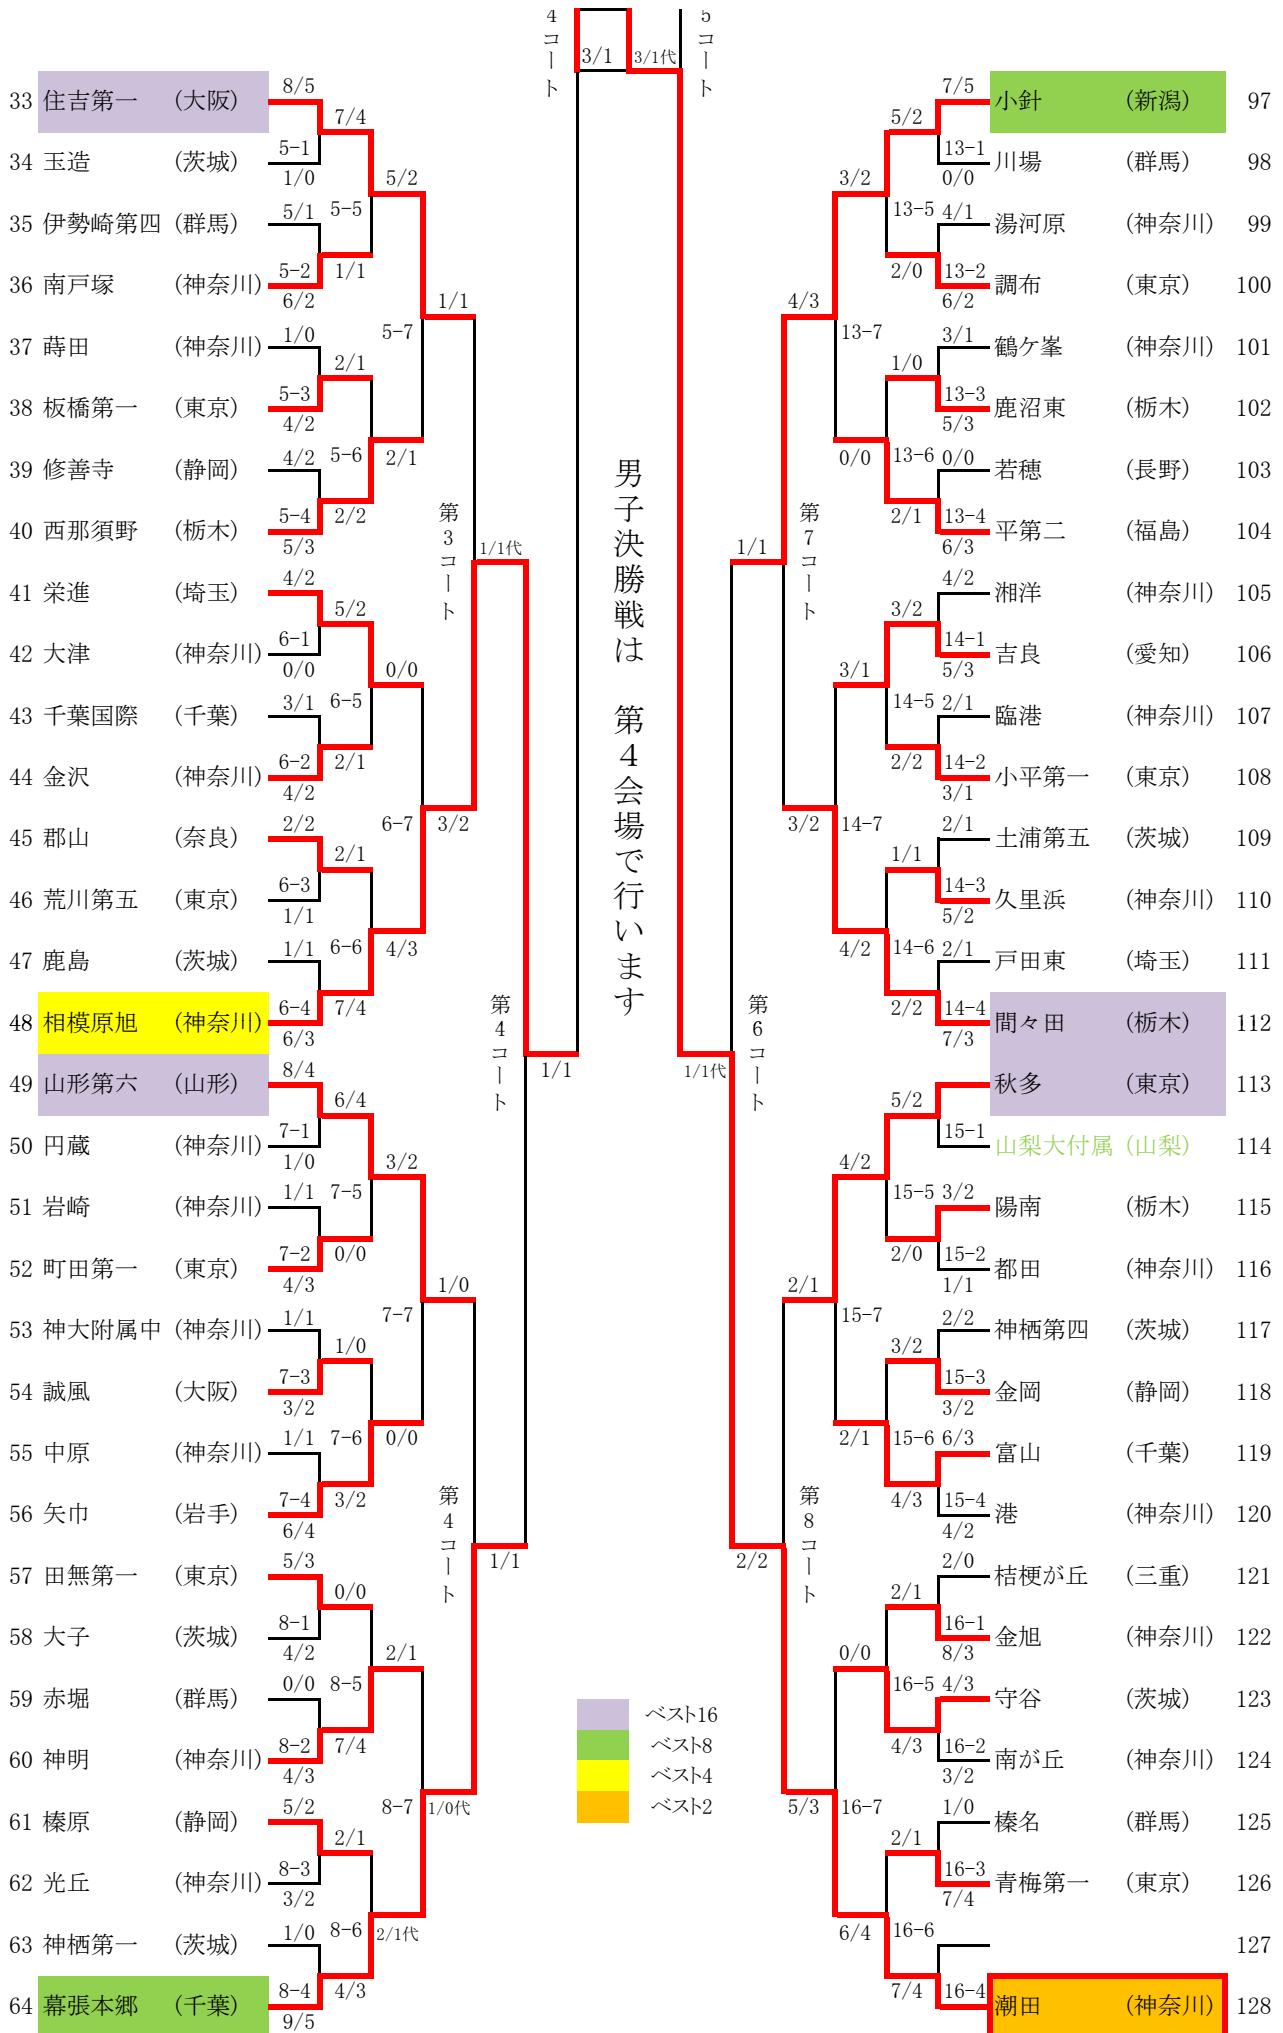 4コート
3/1
3/1代
5コート
33 住吉第一 (大阪) 8/5
7/4
34 玉造 (茨城) 5-1
1/0
5/2
35 伊勢崎第四 (群馬) 5/1
5-5
36 南戸塚 (神奈川) 5-2
6/2
1/1
1/1
37 蒔田 (神奈川) 1/0
5-7
2/1
38 板橋第一 (東京) 5-3
4/2
39 修善寺 (静岡) 4/2
5-6
2/1
40 西那須野 (栃木) 5-4
5/3
2/2
第3コート
1/1代
41 栄進 (埼玉) 4/2
5/2
42 大津 (神奈川) 6-1
0/0
0/0
43 千葉国際 (千葉) 3/1
6-5
44 金沢 (神奈川) 6-2
4/2
2/1
45 郡山 (奈良) 2/2
6-7
3/2
2/1
46 荒川第五 (東京) 6-3
1/1
47 鹿島 (茨城) 1/1
6-6
4/3
48 相模原旭 (神奈川) 6-4
6/3
7/4
第4コート
1/1
49 山形第六 (山形) 8/4
6/4
50 円蔵 (神奈川) 7-1
1/0
3/2
51 岩崎 (神奈川) 1/1
7-5
52 町田第一 (東京) 7-2
4/3
0/0
1/0
53 神大附属中 (神奈川) 1/1
7-7
1/0
54 誠風 (大阪) 7-3
3/2
55 中原 (神奈川) 1/1
7-6
0/0
56 矢巾 (岩手) 7-4
6/4
3/2
第4コート
1/1
57 田無第一 (東京) 5/3
0/0
58 大子 (茨城) 8-1
4/2
2/1
59 赤堀 (群馬) 0/0
8-5
60 神明 (神奈川) 8-2
4/3
7/4
61 榛原 (静岡) 5/2
8-7
1/0代
2/1
62 光丘 (神奈川) 8-3
3/2
63 神栖第一 (茨城) 1/0
8-6
2/1代
64 幕張本郷 (千葉) 8-4
9/5
4/3
男子決勝戦は 第4会場で行います
ベスト16
ベスト8
ベスト4
ベスト2
7/5 小針 (新潟) 97
5/2
13-1 川場 (群馬) 98
0/0
3/2
13-5
4/1 湯河原 (神奈川) 99
13-2 調布 (東京) 100
6/2
2/0
4/3
13-7
3/1 鶴ケ峯 (神奈川) 101
1/0
13-3 鹿沼東 (栃木) 102
5/3
0/0
13-6
0/0 若穂 (長野) 103
13-4 平第二 (福島) 104
6/3
2/1
第7コート
1/1
4/2 湘洋 (神奈川) 105
3/2
14-1 吉良 (愛知) 106
5/3
3/1
14-5
2/1 臨港 (神奈川) 107
14-2 小平第一 (東京) 108
3/1
2/2
3/2
14-7
2/1 土浦第五 (茨城) 109
1/1
14-3 久里浜 (神奈川) 110
5/2
4/2
14-6
2/1 戸田東 (埼玉) 111
14-4 間々田 (栃木) 112
7/3
2/2
第6コート
1/1代
秋多 (東京) 113
5/2
15-1 山梨大付属 (山梨) 114
4/2
15-5
3/2 陽南 (栃木) 115
15-2 都田 (神奈川) 116
1/1
2/0
2/1
15-7
2/2 神栖第四 (茨城) 117
3/2
15-3 金岡 (静岡) 118
3/2
2/1
15-6
6/3 富山 (千葉) 119
15-4 港 (神奈川) 120
4/2
4/3
第8コート
2/2
2/0 桔梗が丘 (三重) 121
2/1
16-1 金旭 (神奈川) 122
8/3
0/0
16-5
4/3 守谷 (茨城) 123
16-2 南が丘 (神奈川) 124
3/2
4/3
5/3
16-7
1/0 榛名 (群馬) 125
2/1
16-3 青梅第一 (東京) 126
7/4
6/4
16-6
127
16-4 潮田 (神奈川) 128
7/4